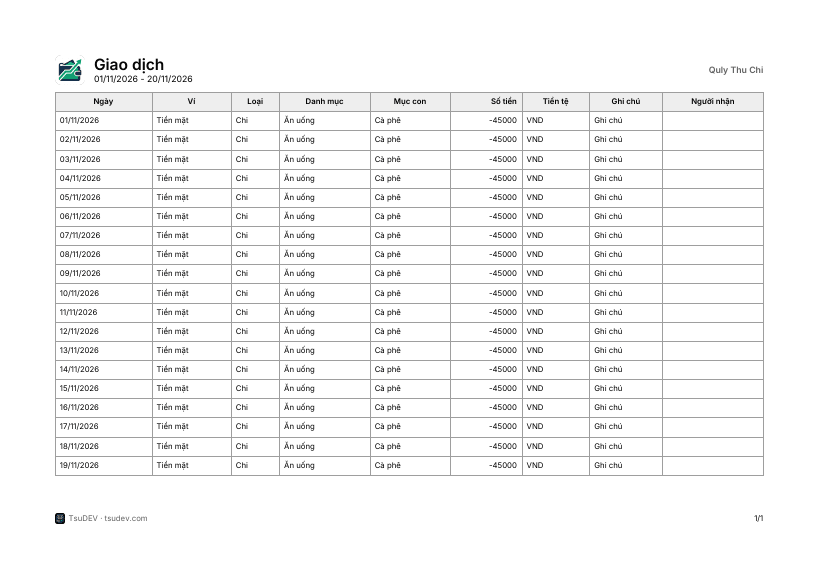 Giao dịch
01/11/2026 - 20/11/2026
Quly Thu Chi
Ngày Ví Loại Danh mục Mục con Số tiền Tiền tệ Ghi chú Người nhận
01/11/2026 Tiền mặt Chi Ăn uống Cà phê -45000 VND Ghi chú
02/11/2026 Tiền mặt Chi Ăn uống Cà phê -45000 VND Ghi chú
03/11/2026 Tiền mặt Chi Ăn uống Cà phê -45000 VND Ghi chú
04/11/2026 Tiền mặt Chi Ăn uống Cà phê -45000 VND Ghi chú
05/11/2026 Tiền mặt Chi Ăn uống Cà phê -45000 VND Ghi chú
06/11/2026 Tiền mặt Chi Ăn uống Cà phê -45000 VND Ghi chú
07/11/2026 Tiền mặt Chi Ăn uống Cà phê -45000 VND Ghi chú
08/11/2026 Tiền mặt Chi Ăn uống Cà phê -45000 VND Ghi chú
09/11/2026 Tiền mặt Chi Ăn uống Cà phê -45000 VND Ghi chú
10/11/2026 Tiền mặt Chi Ăn uống Cà phê -45000 VND Ghi chú
11/11/2026 Tiền mặt Chi Ăn uống Cà phê -45000 VND Ghi chú
12/11/2026 Tiền mặt Chi Ăn uống Cà phê -45000 VND Ghi chú
13/11/2026 Tiền mặt Chi Ăn uống Cà phê -45000 VND Ghi chú
14/11/2026 Tiền mặt Chi Ăn uống Cà phê -45000 VND Ghi chú
15/11/2026 Tiền mặt Chi Ăn uống Cà phê -45000 VND Ghi chú
16/11/2026 Tiền mặt Chi Ăn uống Cà phê -45000 VND Ghi chú
17/11/2026 Tiền mặt Chi Ăn uống Cà phê -45000 VND Ghi chú
18/11/2026 Tiền mặt Chi Ăn uống Cà phê -45000 VND Ghi chú
19/11/2026 Tiền mặt Chi Ăn uống Cà phê -45000 VND Ghi chú
TsuDEV · tsudev.com
1/1